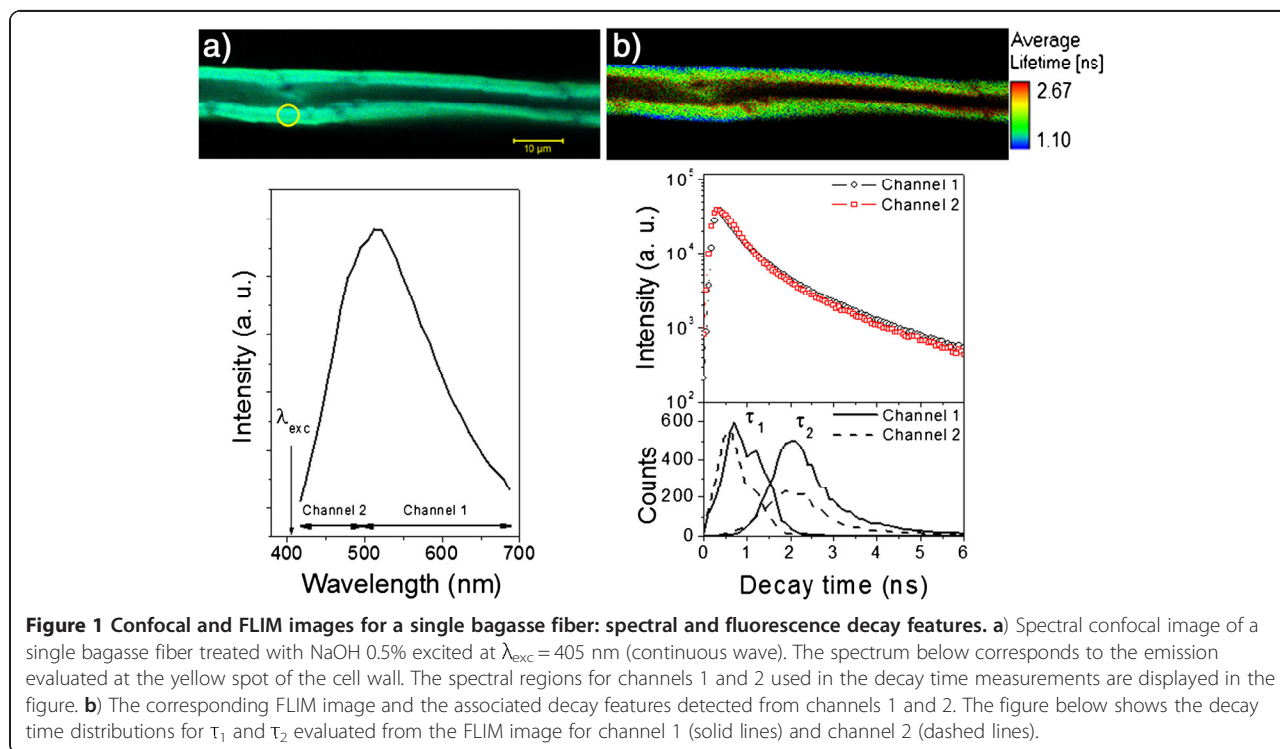 a)
10 μm
b)
Average
Lifetime [ns]
2.67
1.10
Intensity (a. u.)
λexc
Channel 2
Channel 1
400 500 600 700
Wavelength (nm)
Intensity (a. u.)
10^5
10^4
10^3
10^2
Channel 1
Channel 2
Counts
600
400
200
0
τ1
τ2
Channel 1
Channel 2
0 1 2 3 4 5 6
Decay time (ns)
Figure 1 Confocal and FLIM images for a single bagasse fiber: spectral and fluorescence decay features. a) Spectral confocal image of a
single bagasse fiber treated with NaOH 0.5% excited at λexc = 405 nm (continuous wave). The spectrum below corresponds to the emission
evaluated at the yellow spot of the cell wall. The spectral regions for channels 1 and 2 used in the decay time measurements are displayed in the
figure. b) The corresponding FLIM image and the associated decay features detected from channels 1 and 2. The figure below shows the decay
time distributions for τ1 and τ2 evaluated from the FLIM image for channel 1 (solid lines) and channel 2 (dashed lines).